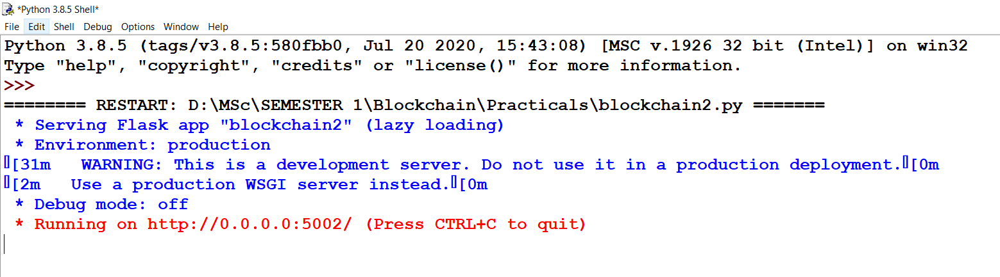 *Python 3.8.5 Shell*
File Edit Shell Debug Options Window Help
Python 3.8.5 (tags/v3.8.5:580fbb0, Jul 20 2020, 15:43:08) [MSC v.1926 32 bit (Intel)] on win32
Type "help", "copyright", "credits" or "license()" for more information.
>>>
======== RESTART: D:\MSc\SEMESTER 1\Blockchain\Practicals\blockchain2.py =======
 * Serving Flask app "blockchain2" (lazy loading)
 * Environment: production
▯[31m   WARNING: This is a development server. Do not use it in a production deployment.▯[0m
▯[2m   Use a production WSGI server instead.▯[0m
 * Debug mode: off
 * Running on http://0.0.0.0:5002/ (Press CTRL+C to quit)